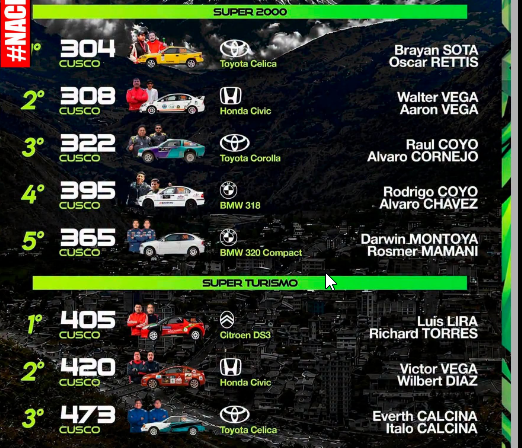 #NAC
SUPER 2000
1° 304 CUSCO Toyota Celica Brayan SOTA
Oscar RETTIS
2° 308 CUSCO Honda Civic Walter VEGA
Aaron VEGA
3° 322 CUSCO Toyota Corolla Raul COYO
Alvaro CORNEJO
4° 395 CUSCO BMW 318 Rodrigo COYO
Alvaro CHAVEZ
5° 365 CUSCO BMW 320 Compact Darwin MONTOYA
Rosmer MAMANI
SUPER TURISMO
1° 405 CUSCO Citroen DS3 Luis LIRA
Richard TORRES
2° 420 CUSCO Honda Civic Victor VEGA
Wilbert DIAZ
3° 473 CUSCO Toyota Celica Everth CALCINA
Italo CALCINA